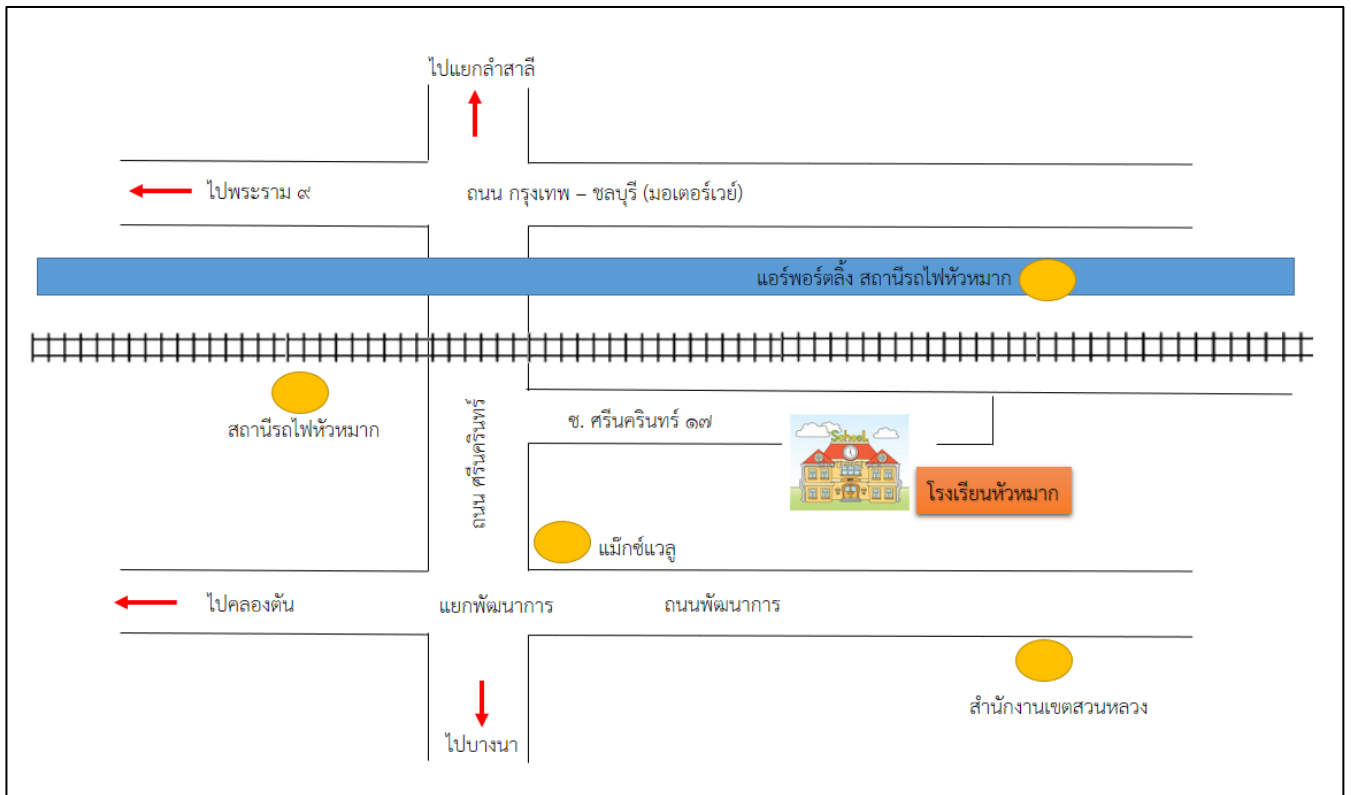 ไปแยกลำสาลี
ไปพระราม ๙
ถนน กรุงเทพ – ชลบุรี (มอเตอร์เวย์)
แอร์พอร์ตลิ้ง สถานีรถไฟหัวหมาก
สถานีรถไฟหัวหมาก
ถนน ศรีนครินทร์
ซ. ศรีนครินทร์ ๑๗
School
โรงเรียนหัวหมาก
แม๊กซ์แวลู
ไปคลองตัน
แยกพัฒนาการ
ถนนพัฒนาการ
สำนักงานเขตสวนหลวง
ไปบางนา